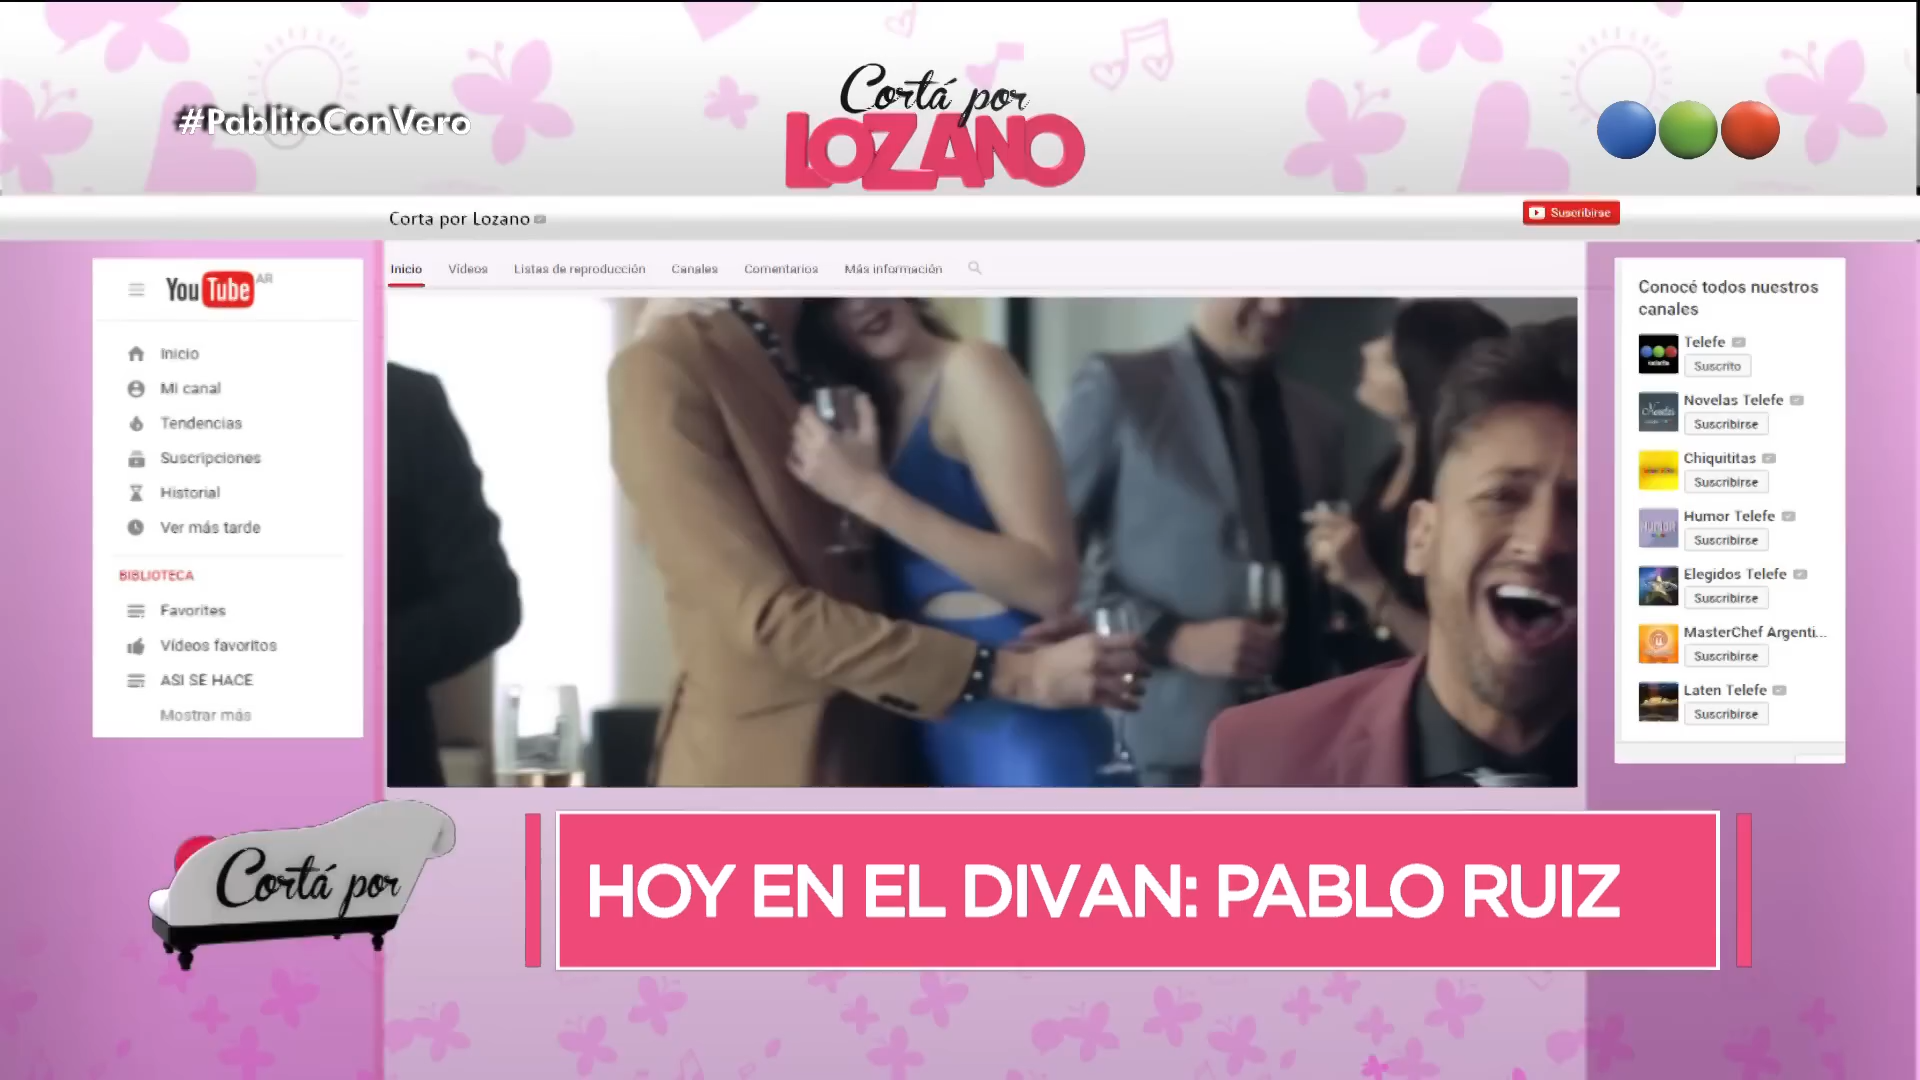 #PablitoConVero
Cortá por
LOZANO
Corta por Lozano
Suscribirse
YouTube AR
Inicio
Mi canal
Tendencias
Suscripciones
Historial
Ver más tarde
BIBLIOTECA
Favorites
Vídeos favoritos
ASI SE HACE
Mostrar más
Inicio Vídeos Listas de reproducción Canales Comentarios Más información
Conocé todos nuestros
canales
Telefe
Suscrito
Novelas Telefe
Suscribirse
Chiquititas
Suscribirse
Humor Telefe
Suscribirse
Elegidos Telefe
Suscribirse
MasterChef Argenti...
Suscribirse
Laten Telefe
Suscribirse
Cortá por
HOY EN EL DIVAN: PABLO RUIZ